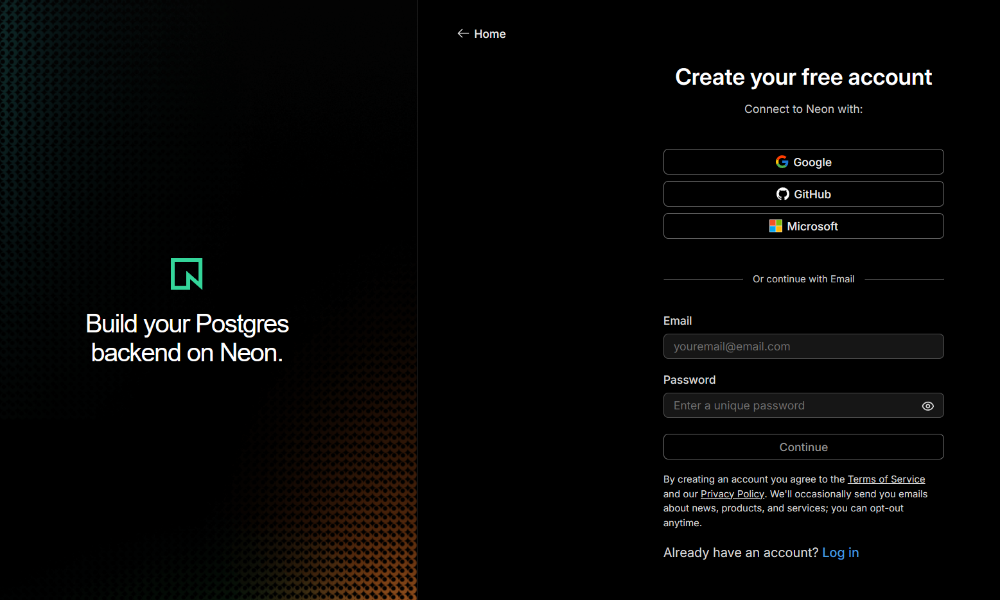 Home
Create your free account
Connect to Neon with:
Google
GitHub
Microsoft
Or continue with Email
Email
youremail@email.com
Password
Enter a unique password
Continue
By creating an account you agree to the Terms of Service
and our Privacy Policy. We'll occasionally send you emails
about news, products, and services; you can opt-out
anytime.
Already have an account? Log in
Build your Postgres
backend on Neon.